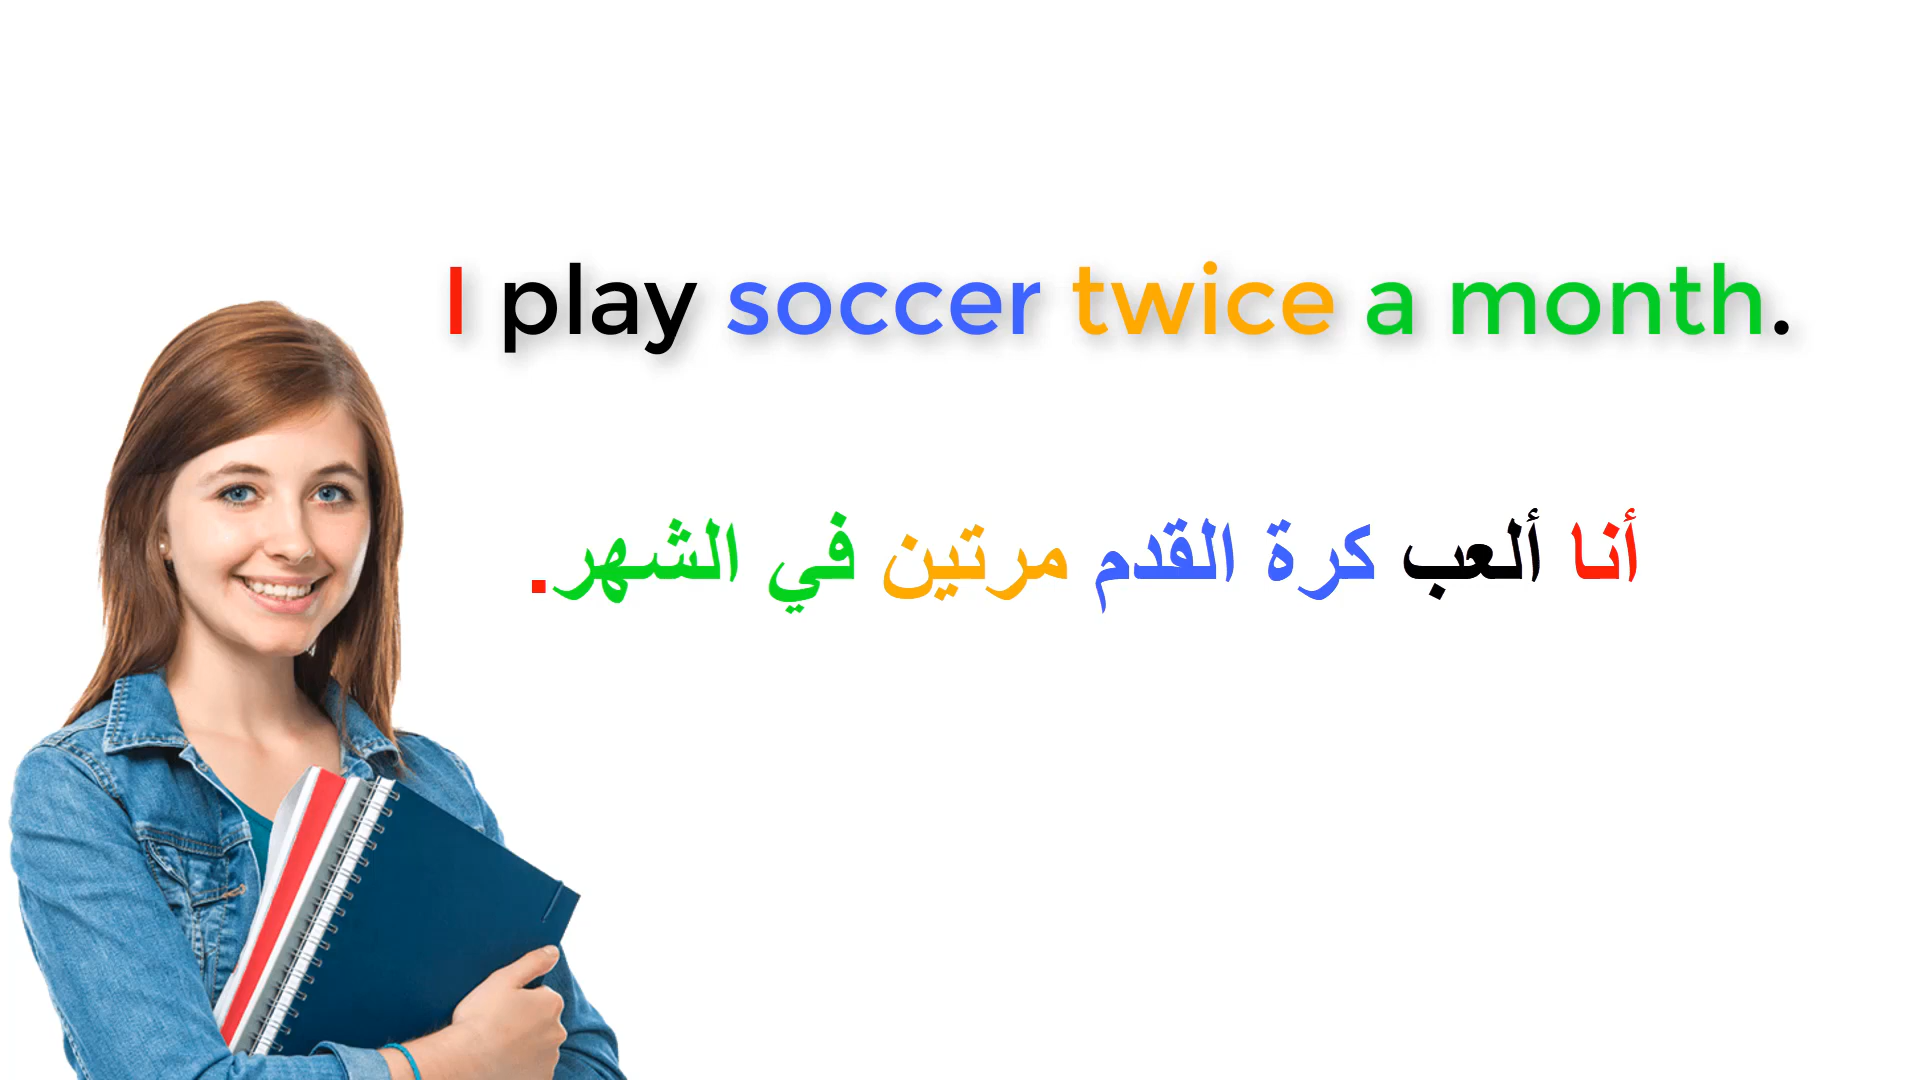 I play soccer twice a month.
أنا ألعب كرة القدم مرتين في الشهر.